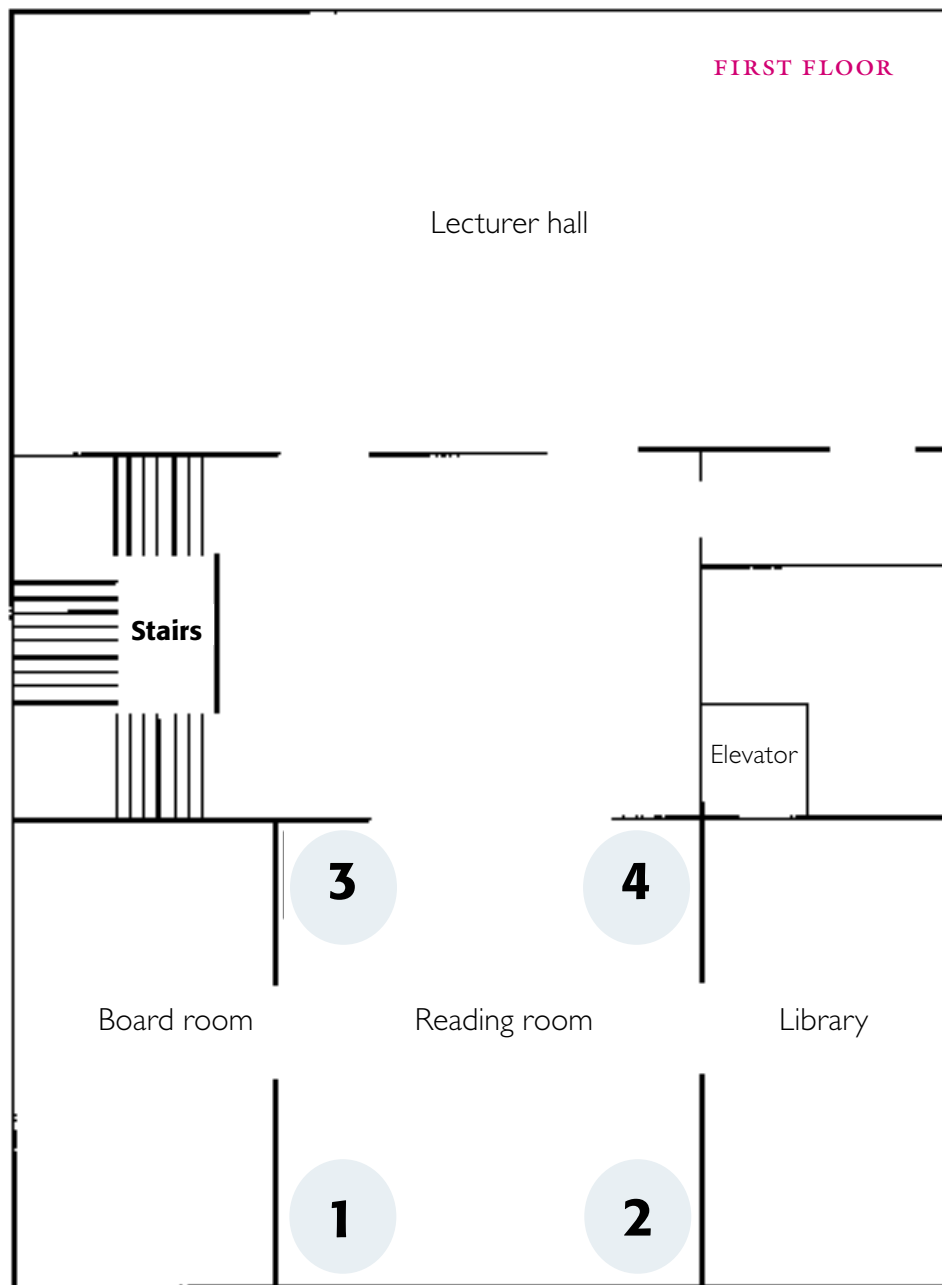 FIRST FLOOR
Lecturer hall
Stairs
Elevator
3 4
Board room Reading room Library
1 2